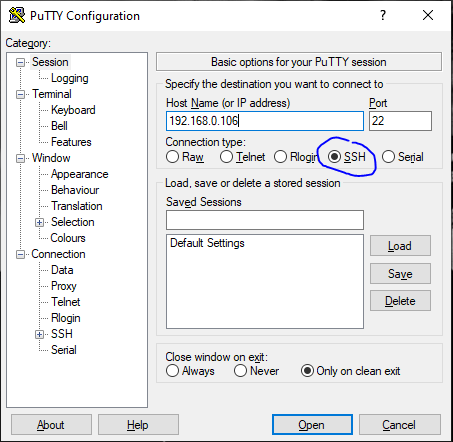 PuTTY Configuration
Category:
Session
Logging
Terminal
Keyboard
Bell
Features
Window
Appearance
Behaviour
Translation
Selection
Colours
Connection
Data
Proxy
Telnet
Rlogin
SSH
Serial
Basic options for your PuTTY session
Specify the destination you want to connect to
Host Name (or IP address) Port
192.168.0.106 22
Connection type:
Raw Telnet Rlogin SSH Serial
Load, save or delete a stored session
Saved Sessions
Default Settings
Load
Save
Delete
Close window on exit:
Always Never Only on clean exit
About Help Open Cancel